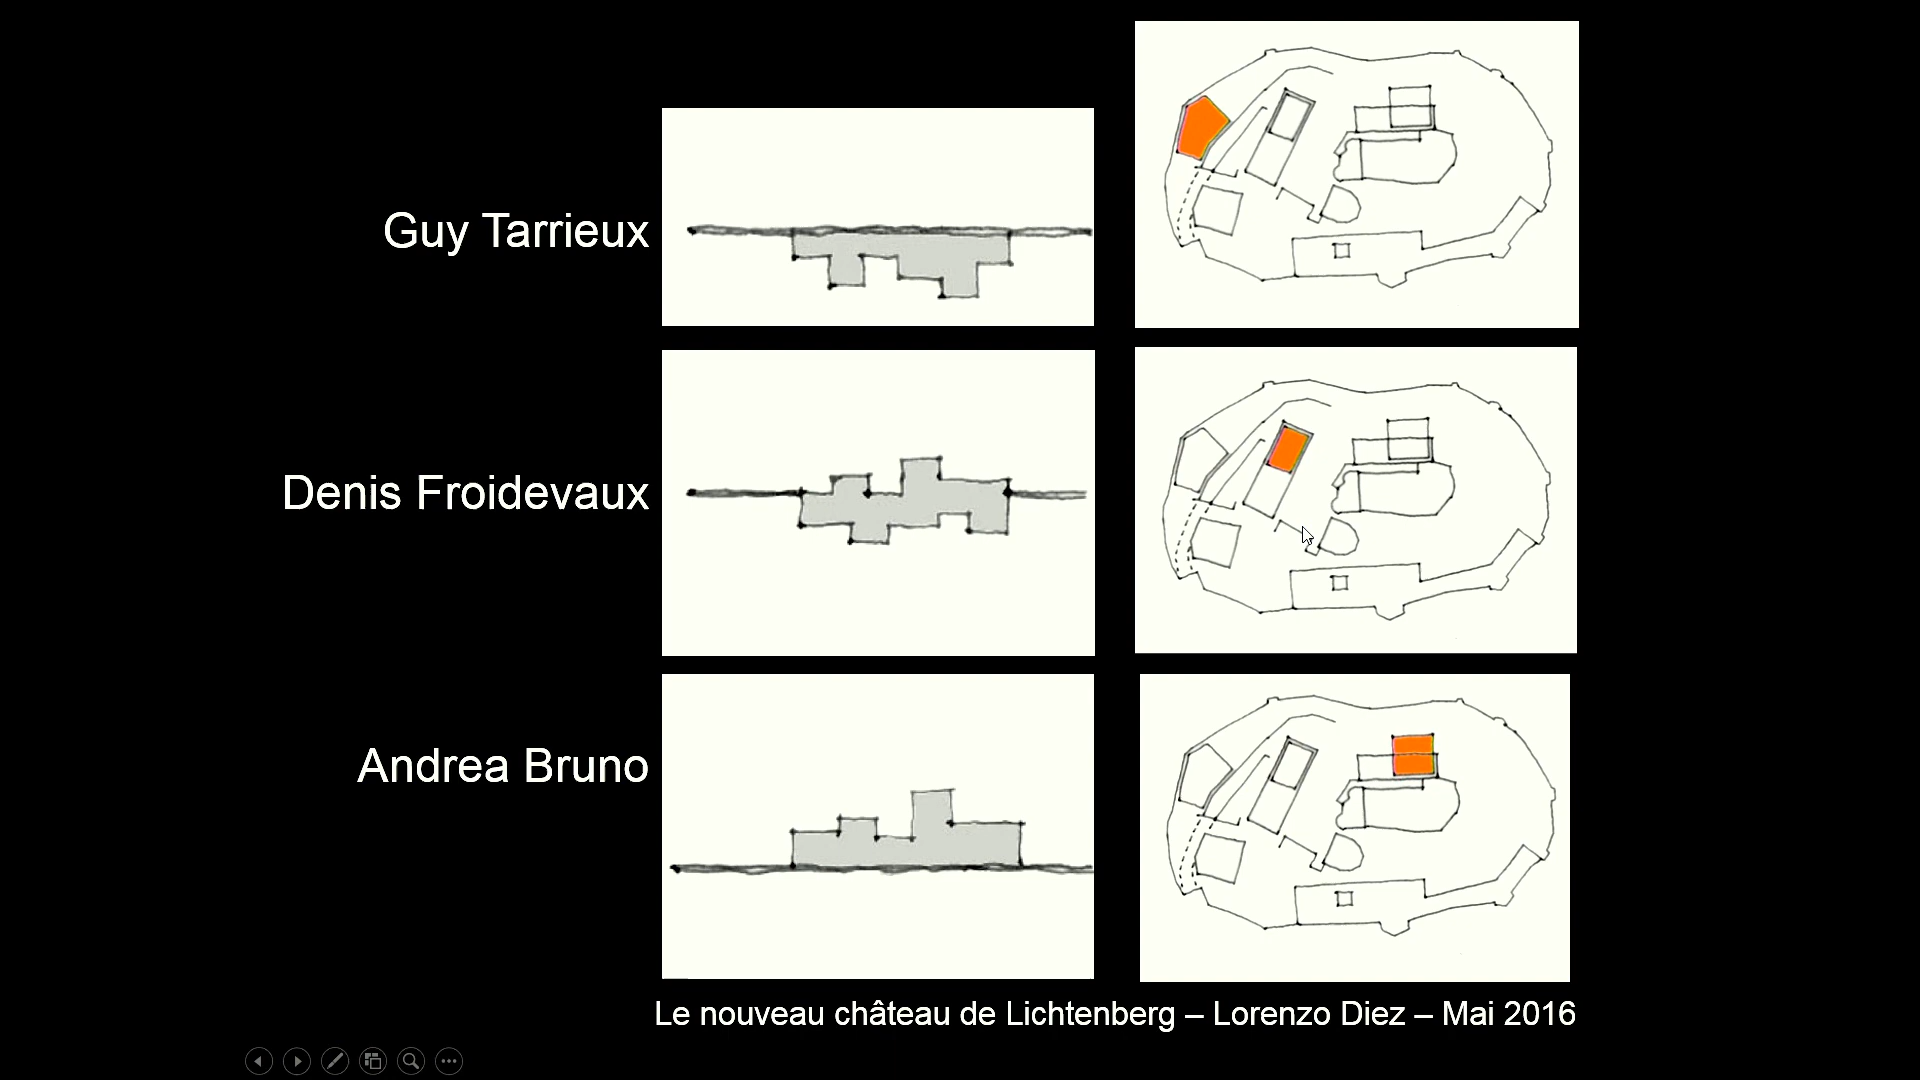 Guy Tarrieux
Denis Froidevaux
Andrea Bruno
Le nouveau château de Lichtenberg – Lorenzo Diez – Mai 2016